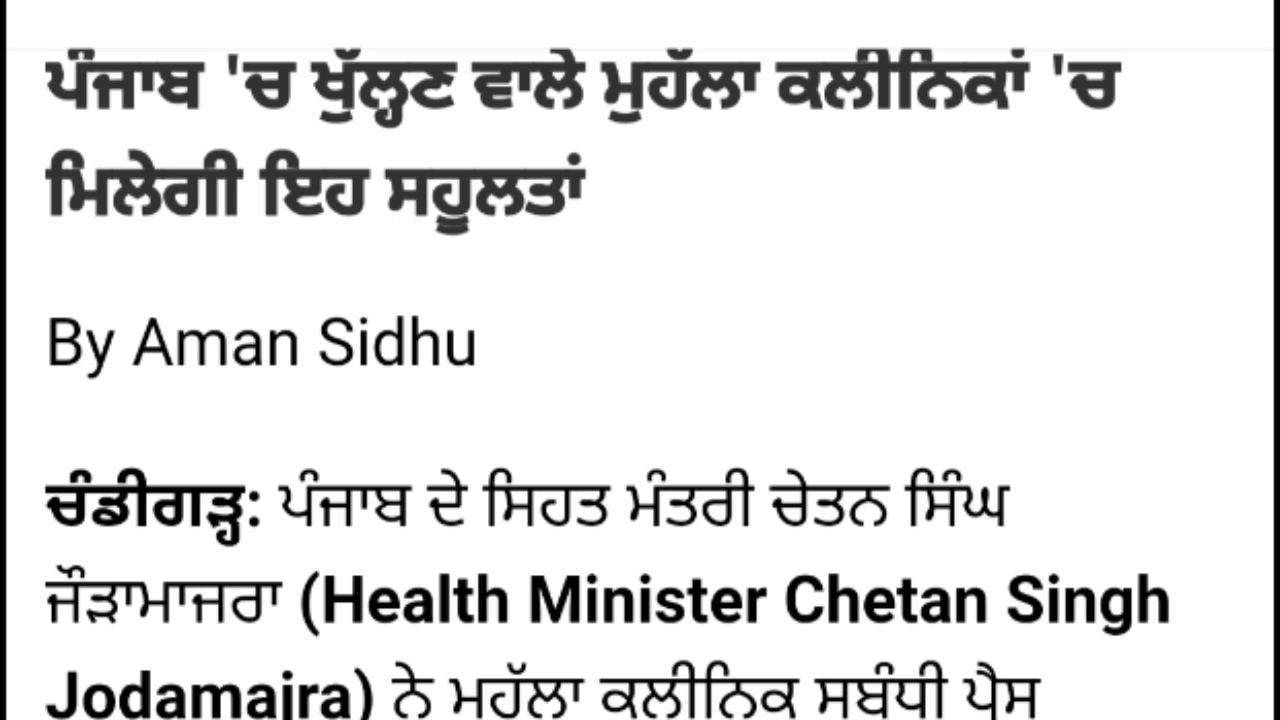 ਪੰਜਾਬ 'ਚ ਖੁੱਲ੍ਹਣ ਵਾਲੇ ਮੁਹੱਲਾ ਕਲੀਨਿਕਾਂ 'ਚ
ਮਿਲੇਗੀ ਇਹ ਸਹੂਲਤਾਂ
By Aman Sidhu
ਚੰਡੀਗੜ੍ਹ: ਪੰਜਾਬ ਦੇ ਸਿਹਤ ਮੰਤਰੀ ਚੇਤਨ ਸਿੰਘ
ਜੌੜਾਮਾਜਰਾ (Health Minister Chetan Singh
Jodamajra) ਨੇ ਮੁਹੱਲਾ ਕਲੀਨਿਕ ਸਬੰਧੀ ਪ੍ਰੈਸ